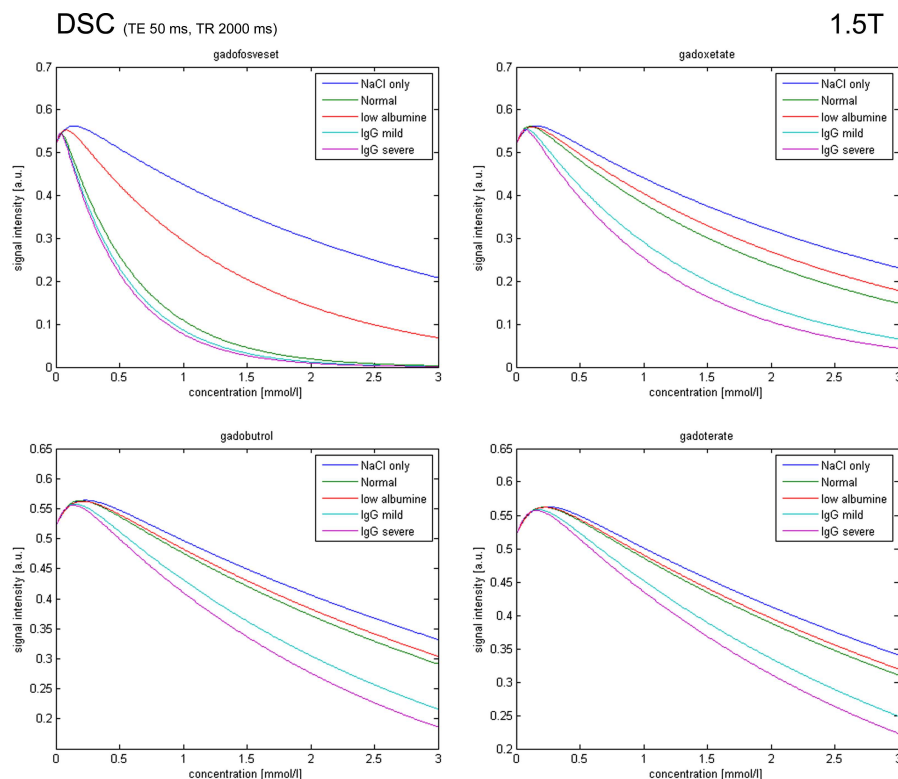 DSC (TE 50 ms, TR 2000 ms)
1.5T
gadofosveset
0.7
0.6
0.5
0.4
0.3
0.2
0.1
0
signal intensity [a.u.]
NaCl only
Normal
low albumine
IgG mild
IgG severe
0
0.5
1
1.5
2
2.5
3
concentration [mmol/l]
gadoxetate
0.7
0.6
0.5
0.4
0.3
0.2
0.1
0
signal intensity [a.u.]
NaCl only
Normal
low albumine
IgG mild
IgG severe
0
0.5
1
1.5
2
2.5
3
concentration [mmol/l]
gadobutrol
0.65
0.6
0.55
0.5
0.45
0.4
0.35
0.3
0.25
0.2
signal intensity [a.u.]
NaCl only
Normal
low albumine
IgG mild
IgG severe
0
0.5
1
1.5
2
2.5
3
concentration [mmol/l]
gadoterate
0.65
0.6
0.55
0.5
0.45
0.4
0.35
0.3
0.25
0.2
signal intensity [a.u.]
NaCl only
Normal
low albumine
IgG mild
IgG severe
0
0.5
1
1.5
2
2.5
3
concentration [mmol/l]